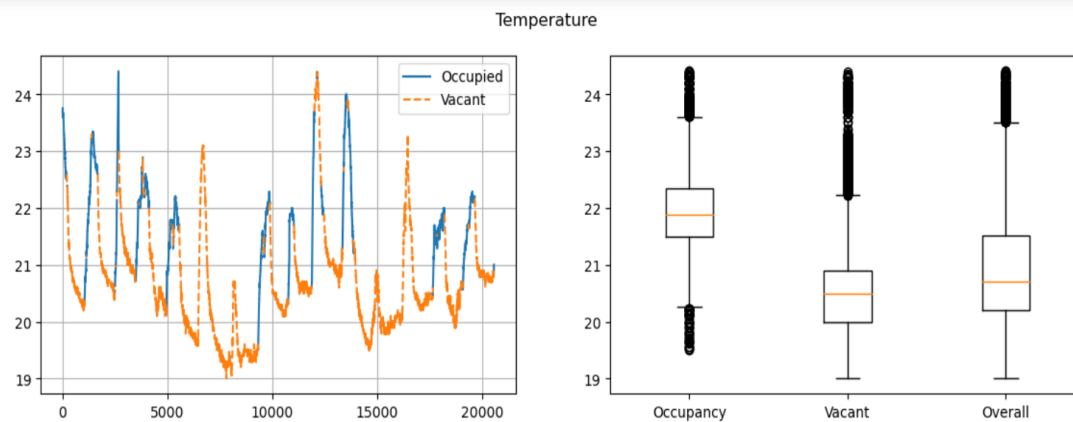 Temperature
Occupied
Vacant
24
23
22
21
20
19
0 5000 10000 15000 20000
24
23
22
21
20
19
Occupancy Vacant Overall